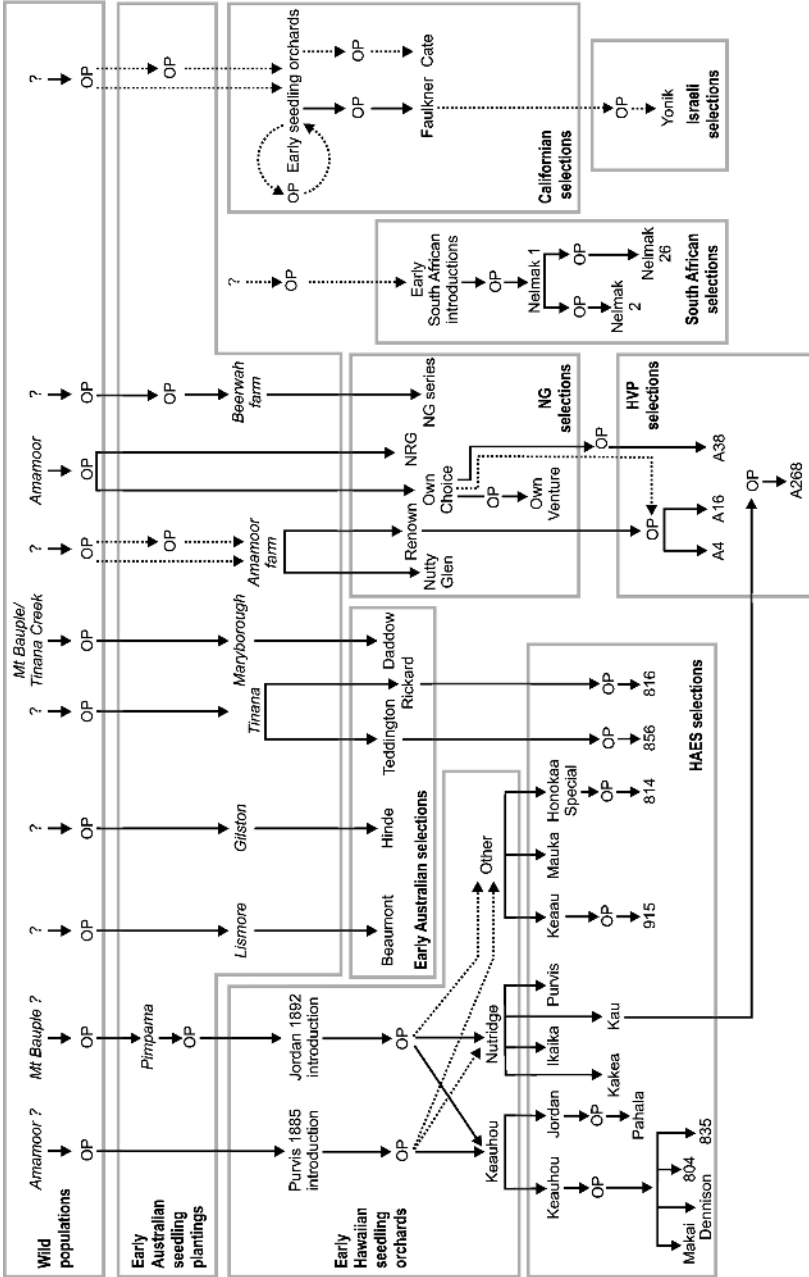 Amamoor ?
Mt Bauple ?
?
?
?
Mt Bauple/
Tinana Creek
?
Amamoor
?
?
Wild
populations
OP
OP
OP
OP
OP
OP
OP
OP
OP
OP
Early
Australian
seedling
plantings
Pimpama
OP
Lismore
Gilston
Tinana
Maryborough
OP
Amamoor
farm
OP
Beerwah
farm
?
OP
OP
Early
Hawaiian
seedling
orchards
Purvis 1885
introduction
Jordan 1892
introduction
OP
OP
Keauhou
Nutridge
Other
Beaumont
Hinde
Teddington
Rickard
Daddow
Early Australian selections
Nutty
Glen
Renown
Own
Choice
NRG
NG series
OP
Own
Venture
NG
selections
Early
South African
introductions
OP
Nelmak 1
OP
OP
Nelmak
2
Nelmak
26
South African
selections
OP
Early seedling orchards
OP
OP
Faulkner
Cate
Californian
selections
Keauhou
Jordan
Ikaika
Purvis
Keaau
Mauka
Honokaa
Special
OP
OP
Kakea
Kau
OP
OP
OP
OP
Pahala
915
814
856
816
Makai
Dennison
804
835
HAES selections
OP
OP
A4
A16
A38
OP
A268
HVP
selections
OP
Yonik
Israeli
selections